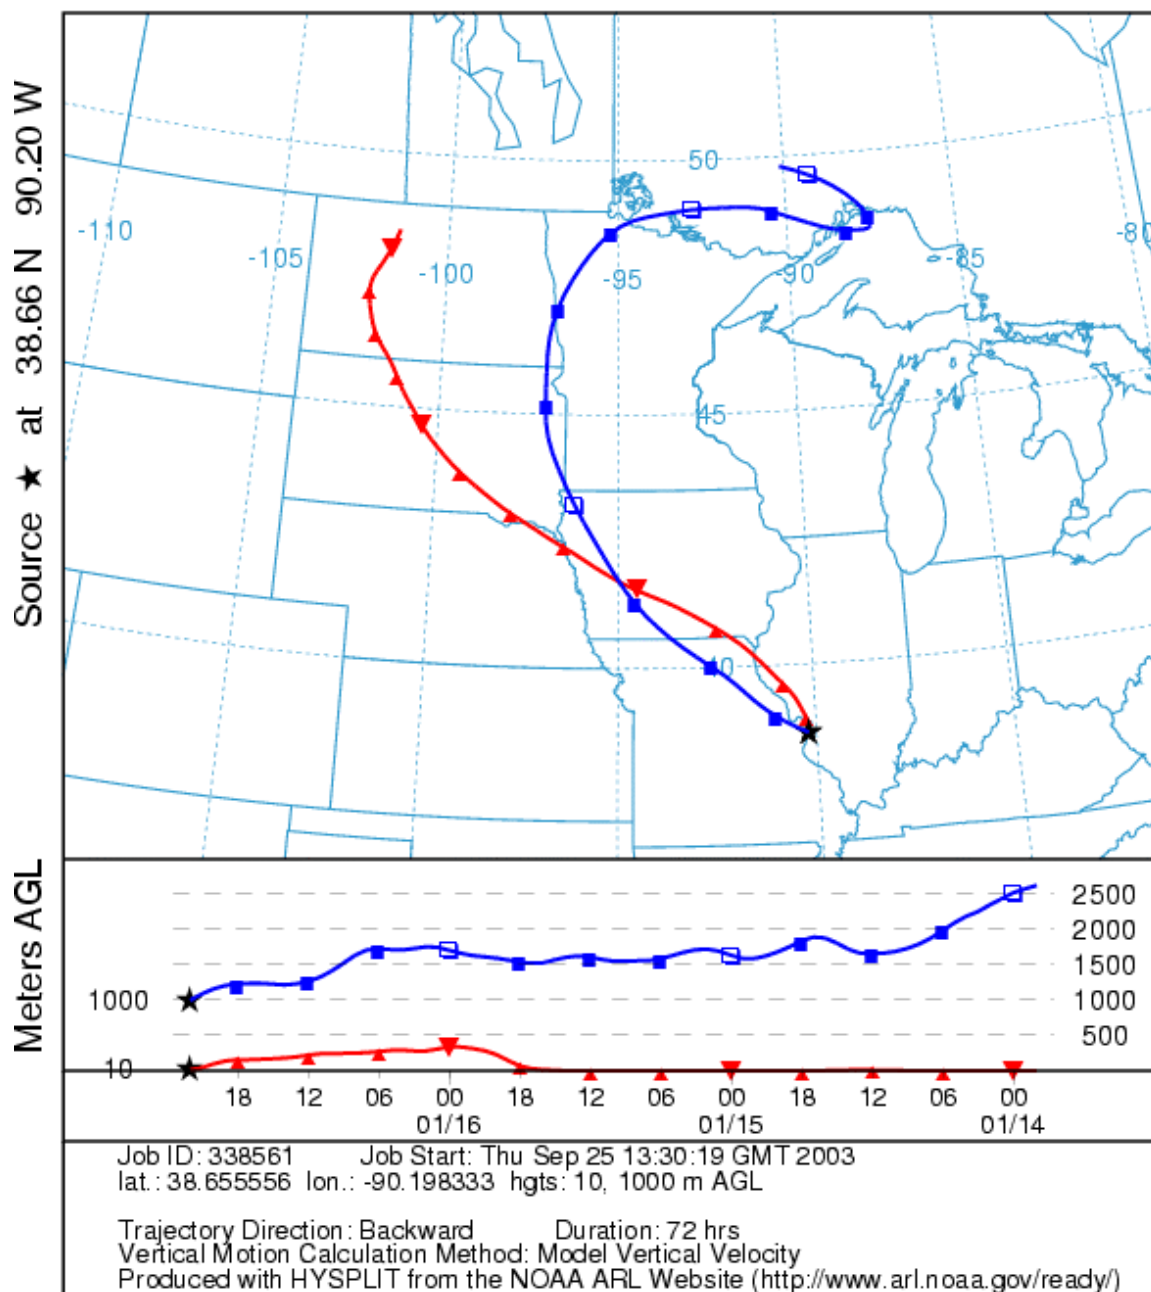 Source ★ at 38.66 N 90.20 W
50
-110
-105
-100
-95
-90
-85
-80
45
40
Meters AGL
2500
2000
1500
1000
1000
500
10
18 12 06 00 18 12 06 00 18 12 06 00
01/16 01/15 01/14
Job ID: 338561 Job Start: Thu Sep 25 13:30:19 GMT 2003
lat.: 38.655556 lon.: -90.198333 hgts: 10, 1000 m AGL
Trajectory Direction: Backward Duration: 72 hrs
Vertical Motion Calculation Method: Model Vertical Velocity
Produced with HYSPLIT from the NOAA ARL Website (http://www.arl.noaa.gov/ready/)